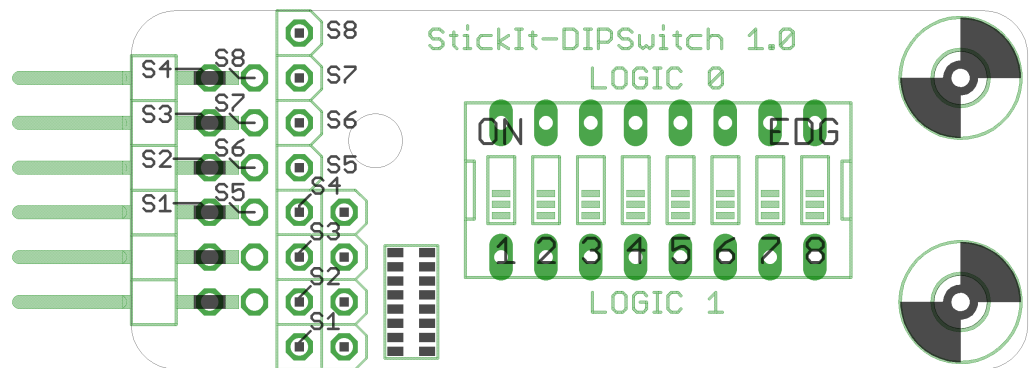 StickIt-DIPSwitch 1.0
LOGIC 0
ON EDG
1 2 3 4 5 6 7 8
LOGIC 1
S4 S8
S3 S7
S2 S6
S1 S5
S8
S7
S6
S5
S4
S3
S2
S1